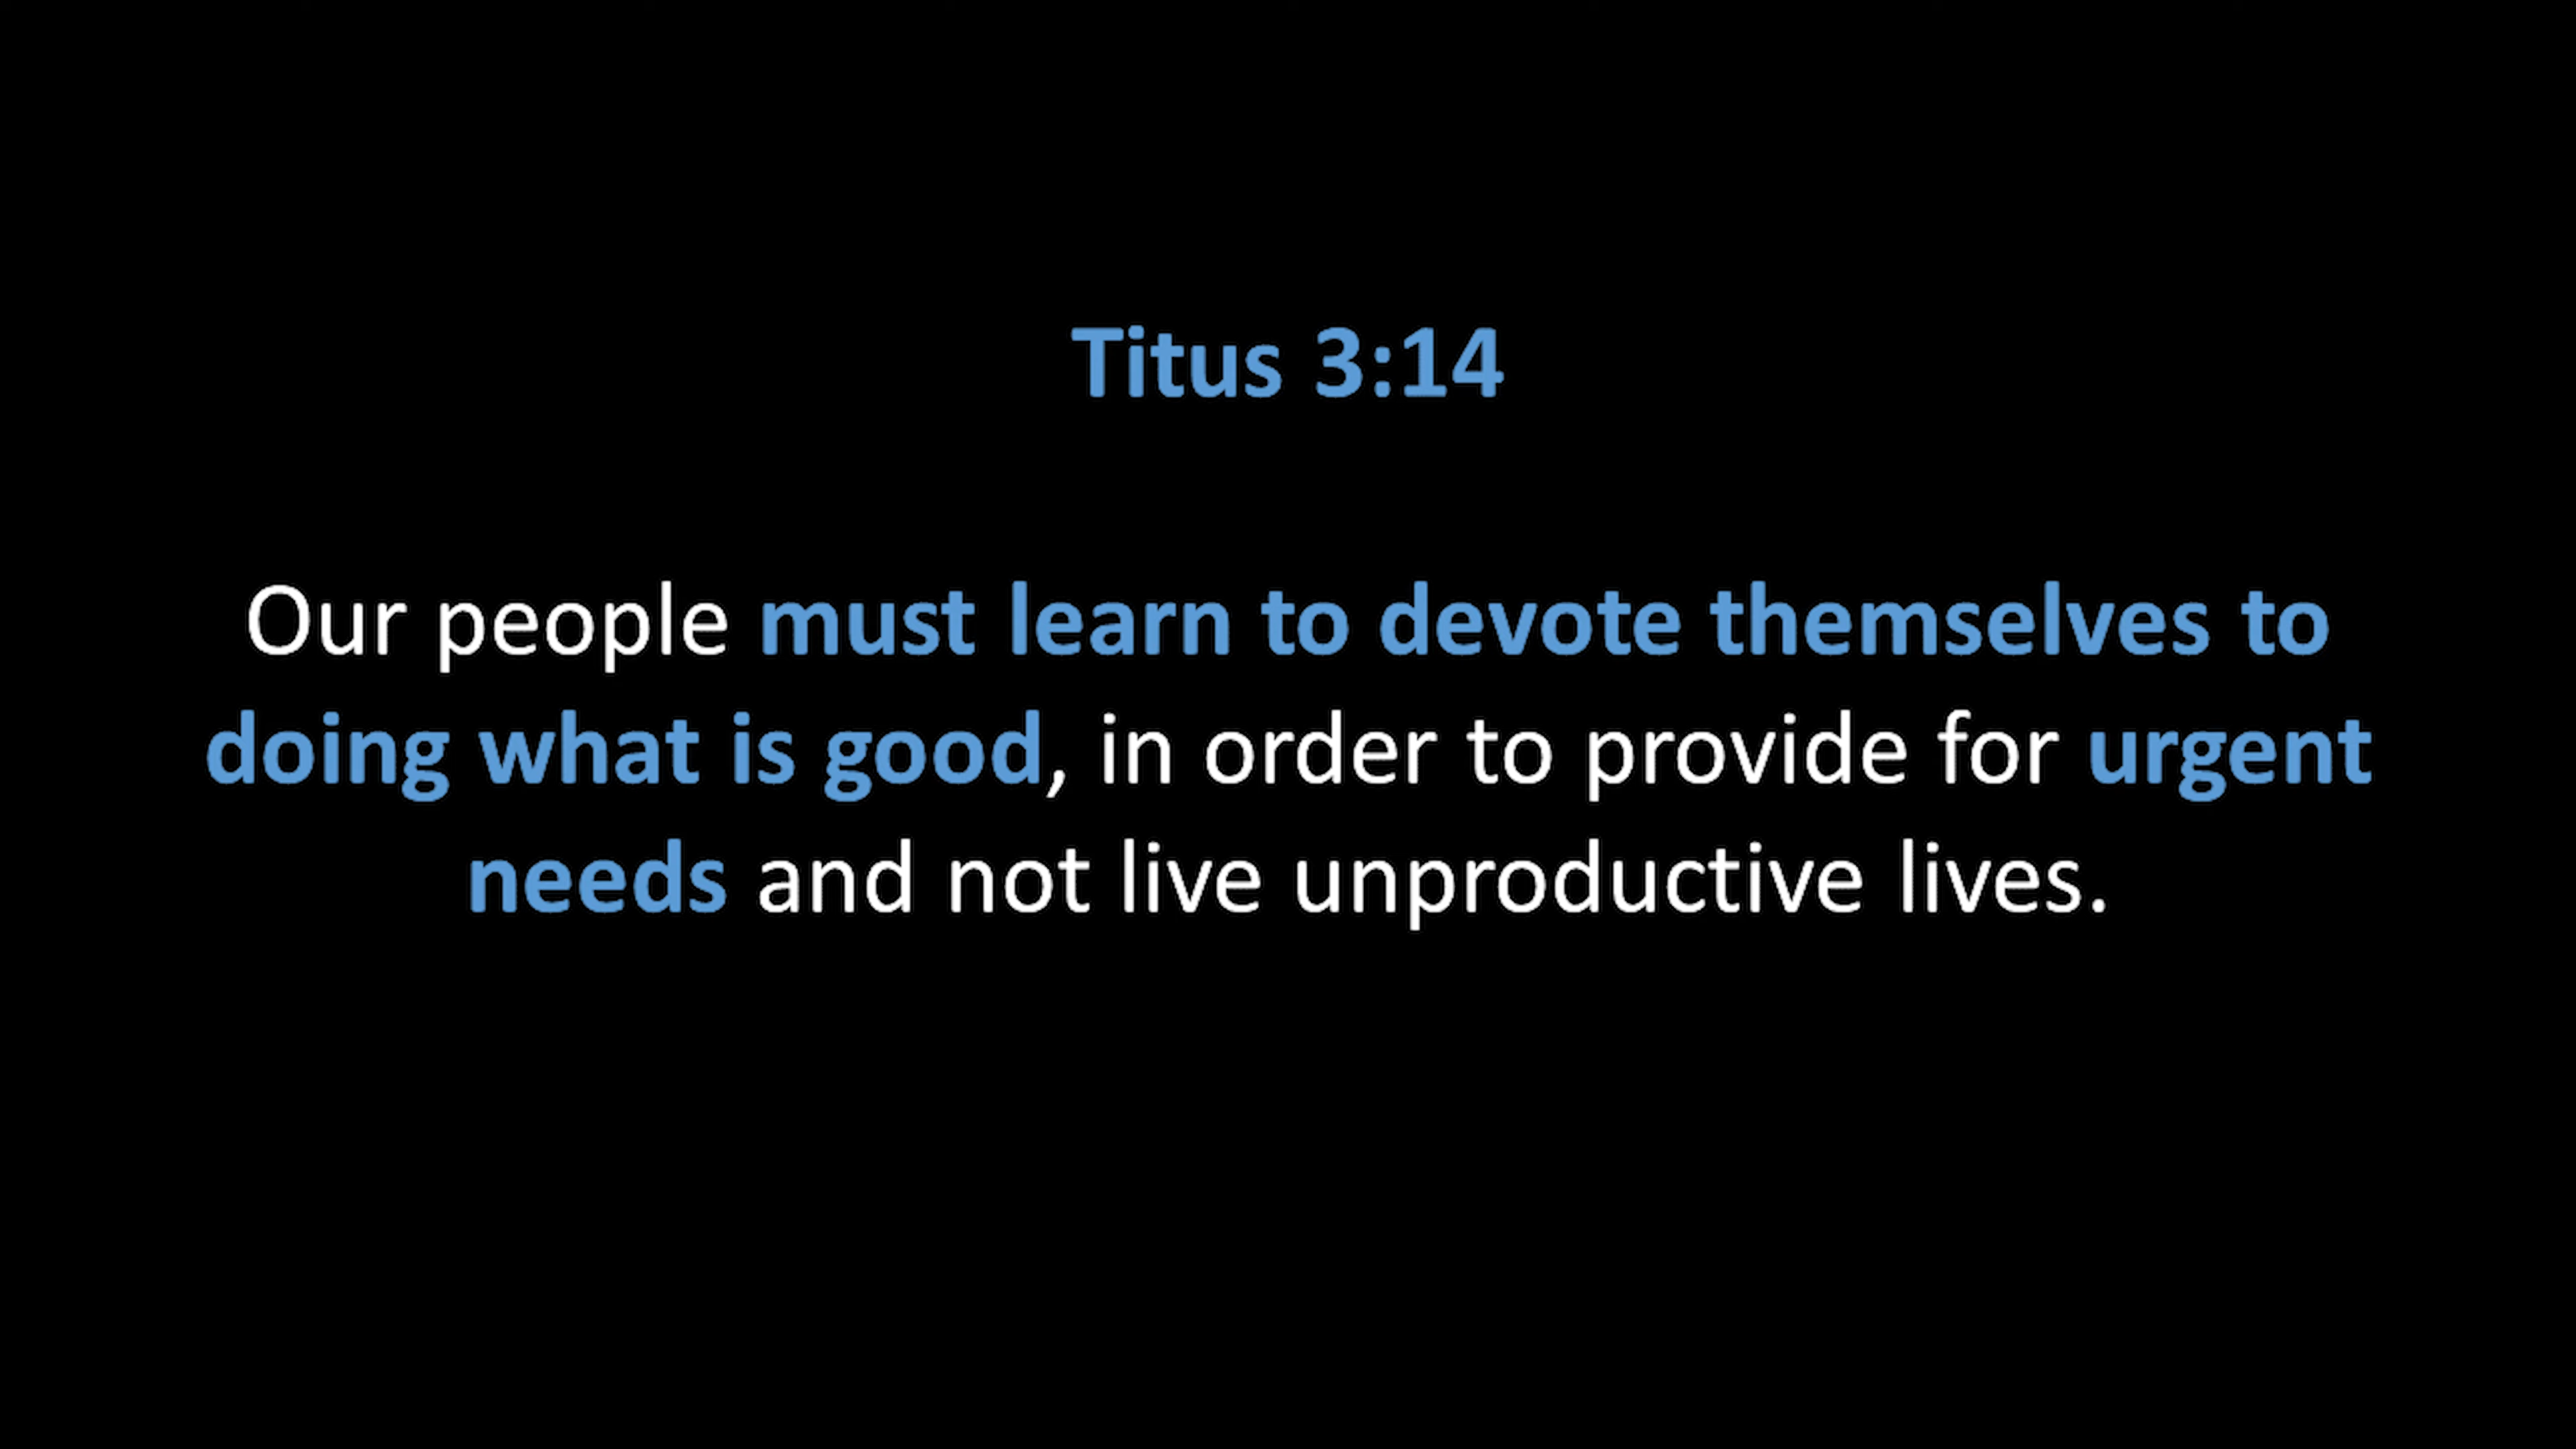 Titus 3:14
Our people must learn to devote themselves to
doing what is good, in order to provide for urgent
needs and not live unproductive lives.